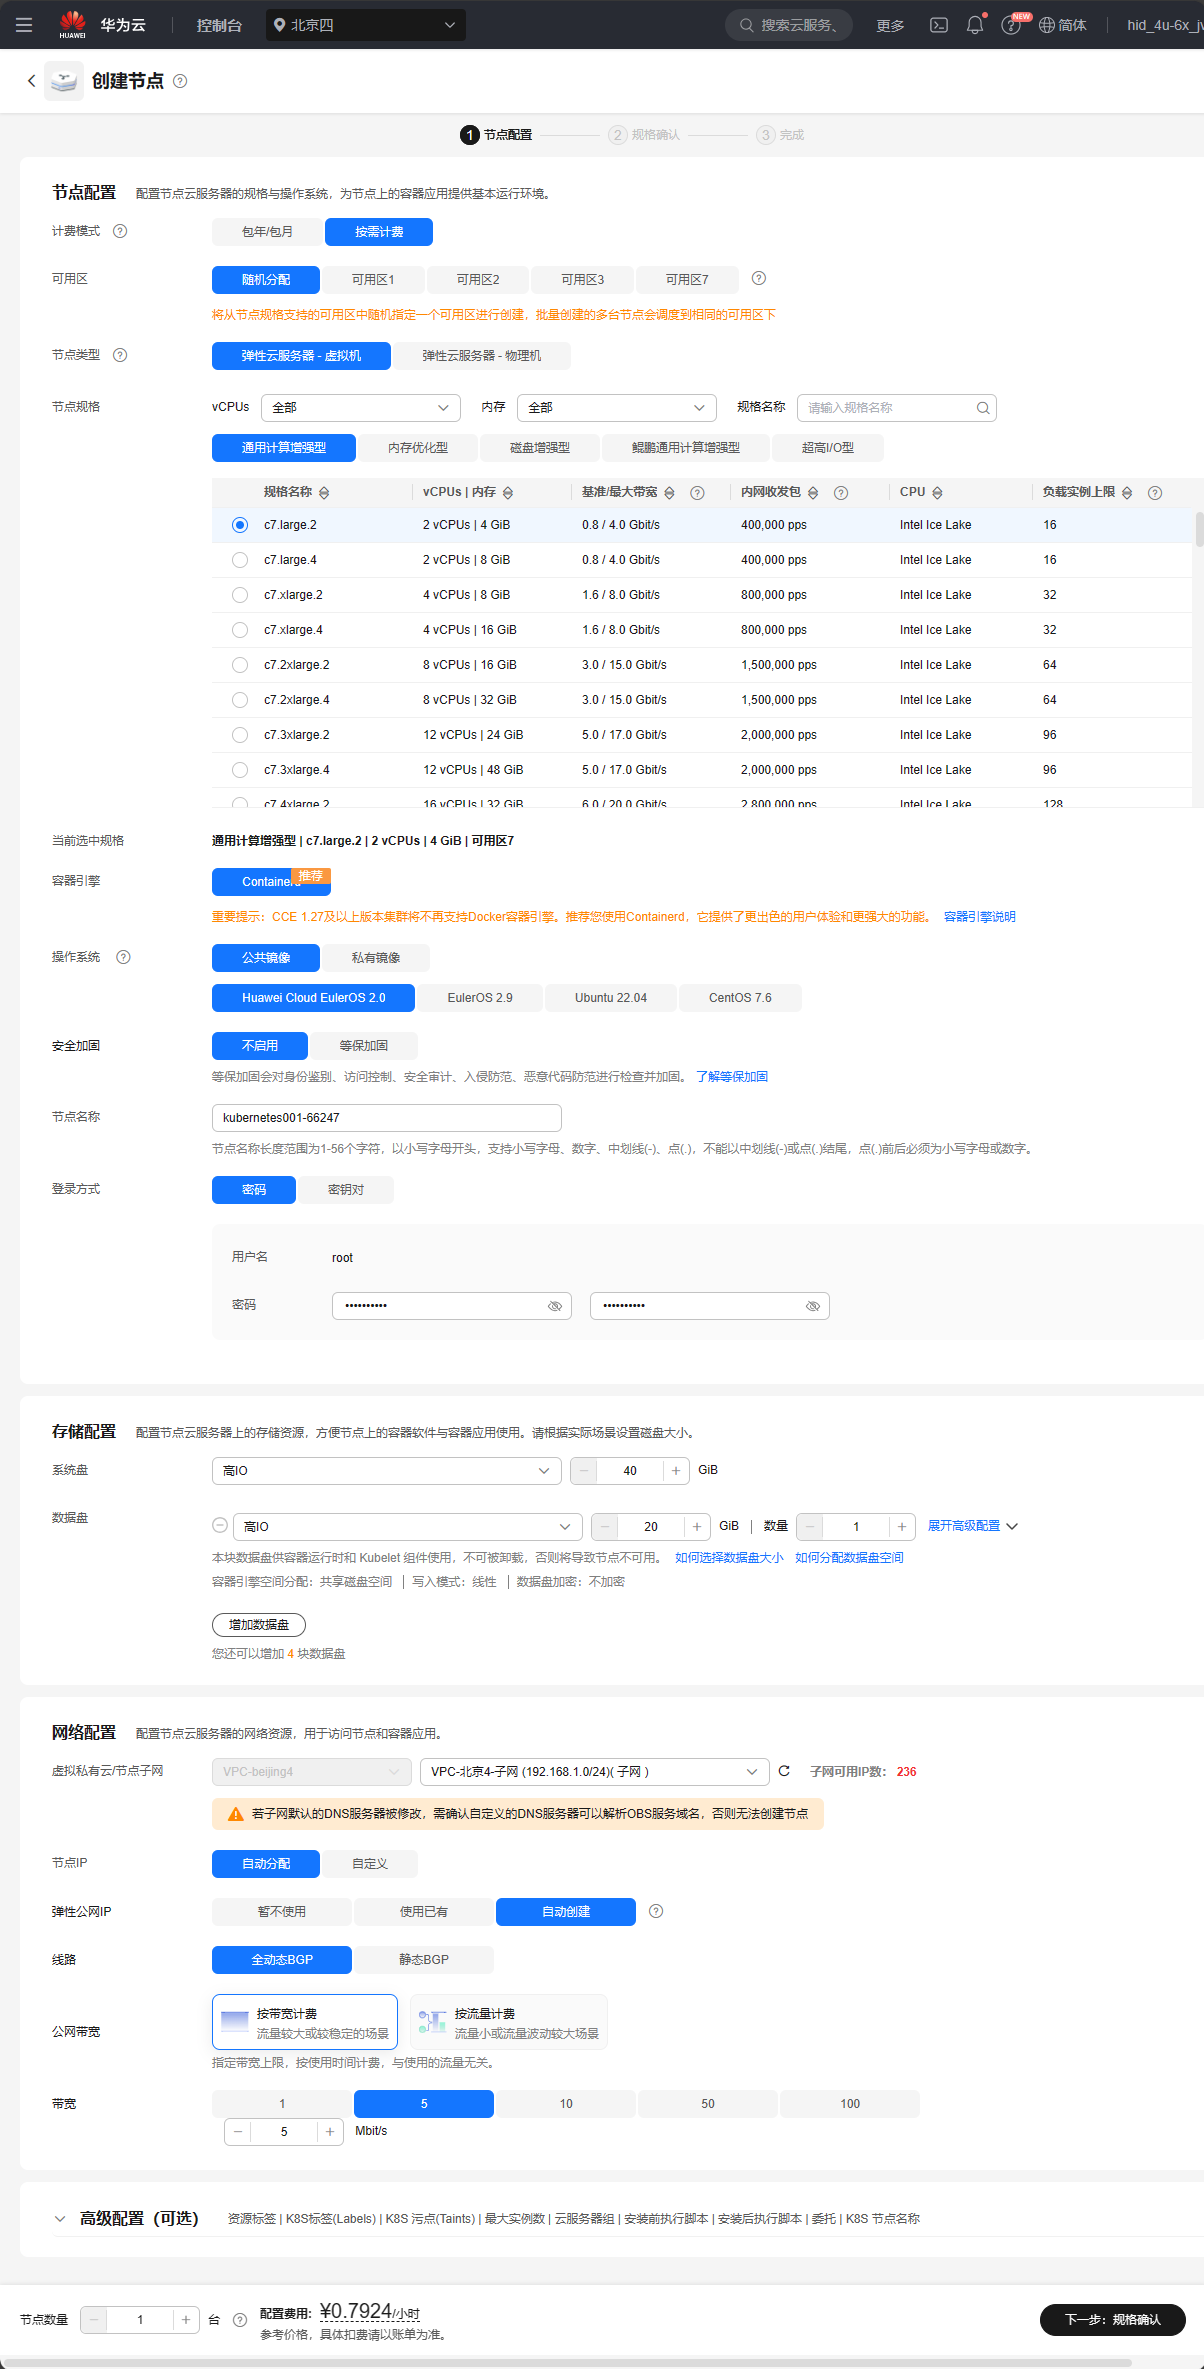 HUAWEI 华为云 控制台 北京四 搜索云服务、 更多 NEW 简体
创建节点
1 节点配置 2 规格确认 3 完成
节点配置 配置节点云服务器的规格与操作系统，为节点上的容器应用提供基本运行环境。
计费模式 包年/包月 按需计费
可用区 随机分配 可用区1 可用区2 可用区3 可用区7
将从节点规格支持的可用区中随机指定一个可用区进行创建，批量创建的多台节点会调度到相同的可用区下
节点类型 弹性云服务器 - 虚拟机 弹性云服务器 - 物理机
节点规格 vCPUs 全部 内存 全部 规格名称 请输入规格名称
通用计算增强型 内存优化型 磁盘增强型 鲲鹏通用计算增强型 超高I/O型
规格名称 vCPUs | 内存 基准/最大带宽 内网收发包 CPU 负载实例上限
c7.large.2 2 vCPUs | 4 GiB 0.8 / 4.0 Gbit/s 400,000 pps Intel Ice Lake 16
c7.large.4 2 vCPUs | 8 GiB 0.8 / 4.0 Gbit/s 400,000 pps Intel Ice Lake 16
c7.xlarge.2 4 vCPUs | 8 GiB 1.6 / 8.0 Gbit/s 800,000 pps Intel Ice Lake 32
c7.xlarge.4 4 vCPUs | 16 GiB 1.6 / 8.0 Gbit/s 800,000 pps Intel Ice Lake 32
c7.2xlarge.2 8 vCPUs | 16 GiB 3.0 / 15.0 Gbit/s 1,500,000 pps Intel Ice Lake 64
c7.2xlarge.4 8 vCPUs | 32 GiB 3.0 / 15.0 Gbit/s 1,500,000 pps Intel Ice Lake 64
c7.3xlarge.2 12 vCPUs | 24 GiB 5.0 / 17.0 Gbit/s 2,000,000 pps Intel Ice Lake 96
c7.3xlarge.4 12 vCPUs | 48 GiB 5.0 / 17.0 Gbit/s 2,000,000 pps Intel Ice Lake 96
c7.4xlarge.2 16 vCPUs | 32 GiB 6.0 / 20.0 Gbit/s 2,800,000 pps Intel Ice Lake 128
当前选中规格 通用计算增强型 | c7.large.2 | 2 vCPUs | 4 GiB | 可用区7
容器引擎 Containerd 推荐
重要提示：CCE 1.27及以上版本集群将不再支持Docker容器引擎。推荐您使用Containerd，它提供了更出色的用户体验和更强大的功能。 容器引擎说明
操作系统 公共镜像 私有镜像
Huawei Cloud EulerOS 2.0 EulerOS 2.9 Ubuntu 22.04 CentOS 7.6
安全加固 不启用 等保加固
等保加固会对身份鉴别、访问控制、安全审计、入侵防范、恶意代码防范进行检查并加固。 了解等保加固
节点名称 kubernetes001-66247
节点名称长度范围为1-56个字符，以小写字母开头，支持小写字母、数字、中划线(-)、点(.)，不能以中划线(-)或点(.)结尾，点(.)前后必须为小写字母或数字。
登录方式 密码 密钥对
用户名 root
密码 •••••••••• ••••••••••
存储配置 配置节点云服务器上的存储资源，方便节点上的容器软件与容器应用使用。请根据实际场景设置磁盘大小。
系统盘 高IO − 40 + GiB
数据盘 高IO − 20 + GiB | 数量 − 1 + 展开高级配置
本块数据盘供容器运行时和 Kubelet 组件使用，不可被卸载，否则将导致节点不可用。 如何选择数据盘大小 如何分配数据盘空间
容器引擎空间分配：共享磁盘空间 | 写入模式：线性 | 数据盘加密：不加密
增加数据盘
您还可以增加 4 块数据盘
网络配置 配置节点云服务器的网络资源，用于访问节点和容器应用。
虚拟私有云/节点子网 VPC-beijing4 VPC-北京4-子网 (192.168.1.0/24)( 子网 ) 子网可用IP数： 236
若子网默认的DNS服务器被修改，需确认自定义的DNS服务器可以解析OBS服务域名，否则无法创建节点
节点IP 自动分配 自定义
弹性公网IP 暂不使用 使用已有 自动创建
线路 全动态BGP 静态BGP
公网带宽 按带宽计费 流量较大或较稳定的场景 按流量计费 流量小或流量波动较大场景
指定带宽上限，按使用时间计费，与使用的流量无关。
带宽 1 5 10 50 100
− 5 + Mbit/s
高级配置（可选） 资源标签 | K8S标签(Labels) | K8S 污点(Taints) | 最大实例数 | 云服务器组 | 安装前执行脚本 | 安装后执行脚本 | 委托 | K8S 节点名称
节点数量 − 1 + 台 配置费用: ¥0.7924/小时
参考价格，具体扣费请以账单为准。
下一步：规格确认